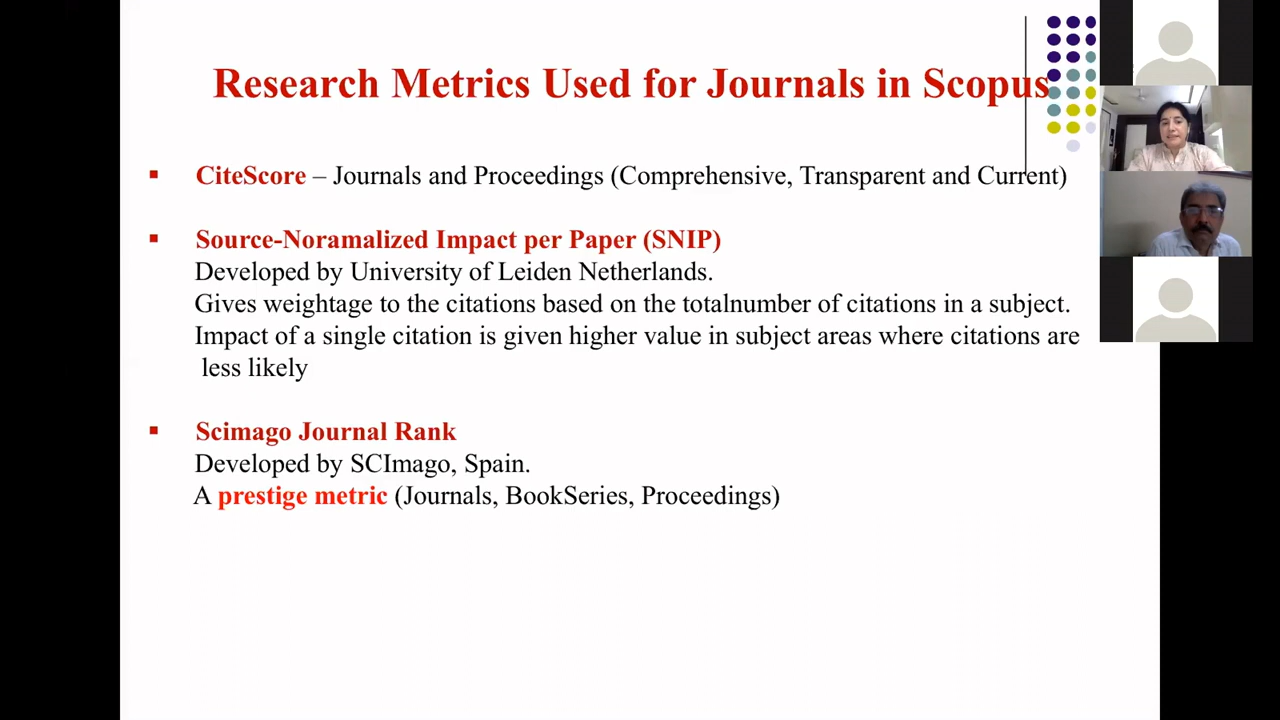 Research Metrics Used for Journals in Scopus
▪ CiteScore – Journals and Proceedings (Comprehensive, Transparent and Current)
▪ Source-Noramalized Impact per Paper (SNIP)
Developed by University of Leiden Netherlands.
Gives weightage to the citations based on the totalnumber of citations in a subject.
Impact of a single citation is given higher value in subject areas where citations are
less likely
▪ Scimago Journal Rank
Developed by SCImago, Spain.
A prestige metric (Journals, BookSeries, Proceedings)